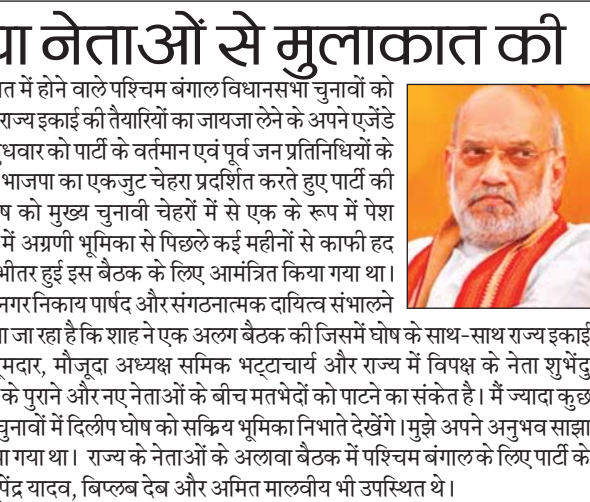 नेताओं से मुलाकात की
में होने वाले पश्चिम बंगाल विधानसभा चुनावों को
राज्य इकाई की तैयारियों का जायजा लेने के अपने एजेंडे
को पार्टी के वर्तमान एवं पूर्व जन प्रतिनिधियों के
भाजपा का एकजुट चेहरा प्रदर्शित करते हुए पार्टी की
को मुख्य चुनावी चेहरों में से एक के रूप में पेश
में अग्रणी भूमिका से पिछले कई महीनों से काफी हद
भीतर हुई इस बैठक के लिए आमंत्रित किया गया था।
नगर निकाय पार्षद और संगठनात्मक दायित्व संभालने
जा रहा है कि शाह ने एक अलग बैठक की जिसमें घोष के साथ-साथ राज्य इकाई
मौजूदा अध्यक्ष समिक भट्टाचार्य और राज्य में विपक्ष के नेता शुभेंदु
के पुराने और नए नेताओं के बीच मतभेदों को पाटने का संकेत है। मैं ज्यादा कुछ
चुनावों में दिलीप घोष को सक्रिय भूमिका निभाते देखेंगे। मुझे अपने अनुभव साझा
गया था। राज्य के नेताओं के अलावा बैठक में पश्चिम बंगाल के लिए पार्टी के
यादव, बिप्लब देब और अमित मालवीय भी उपस्थित थे।